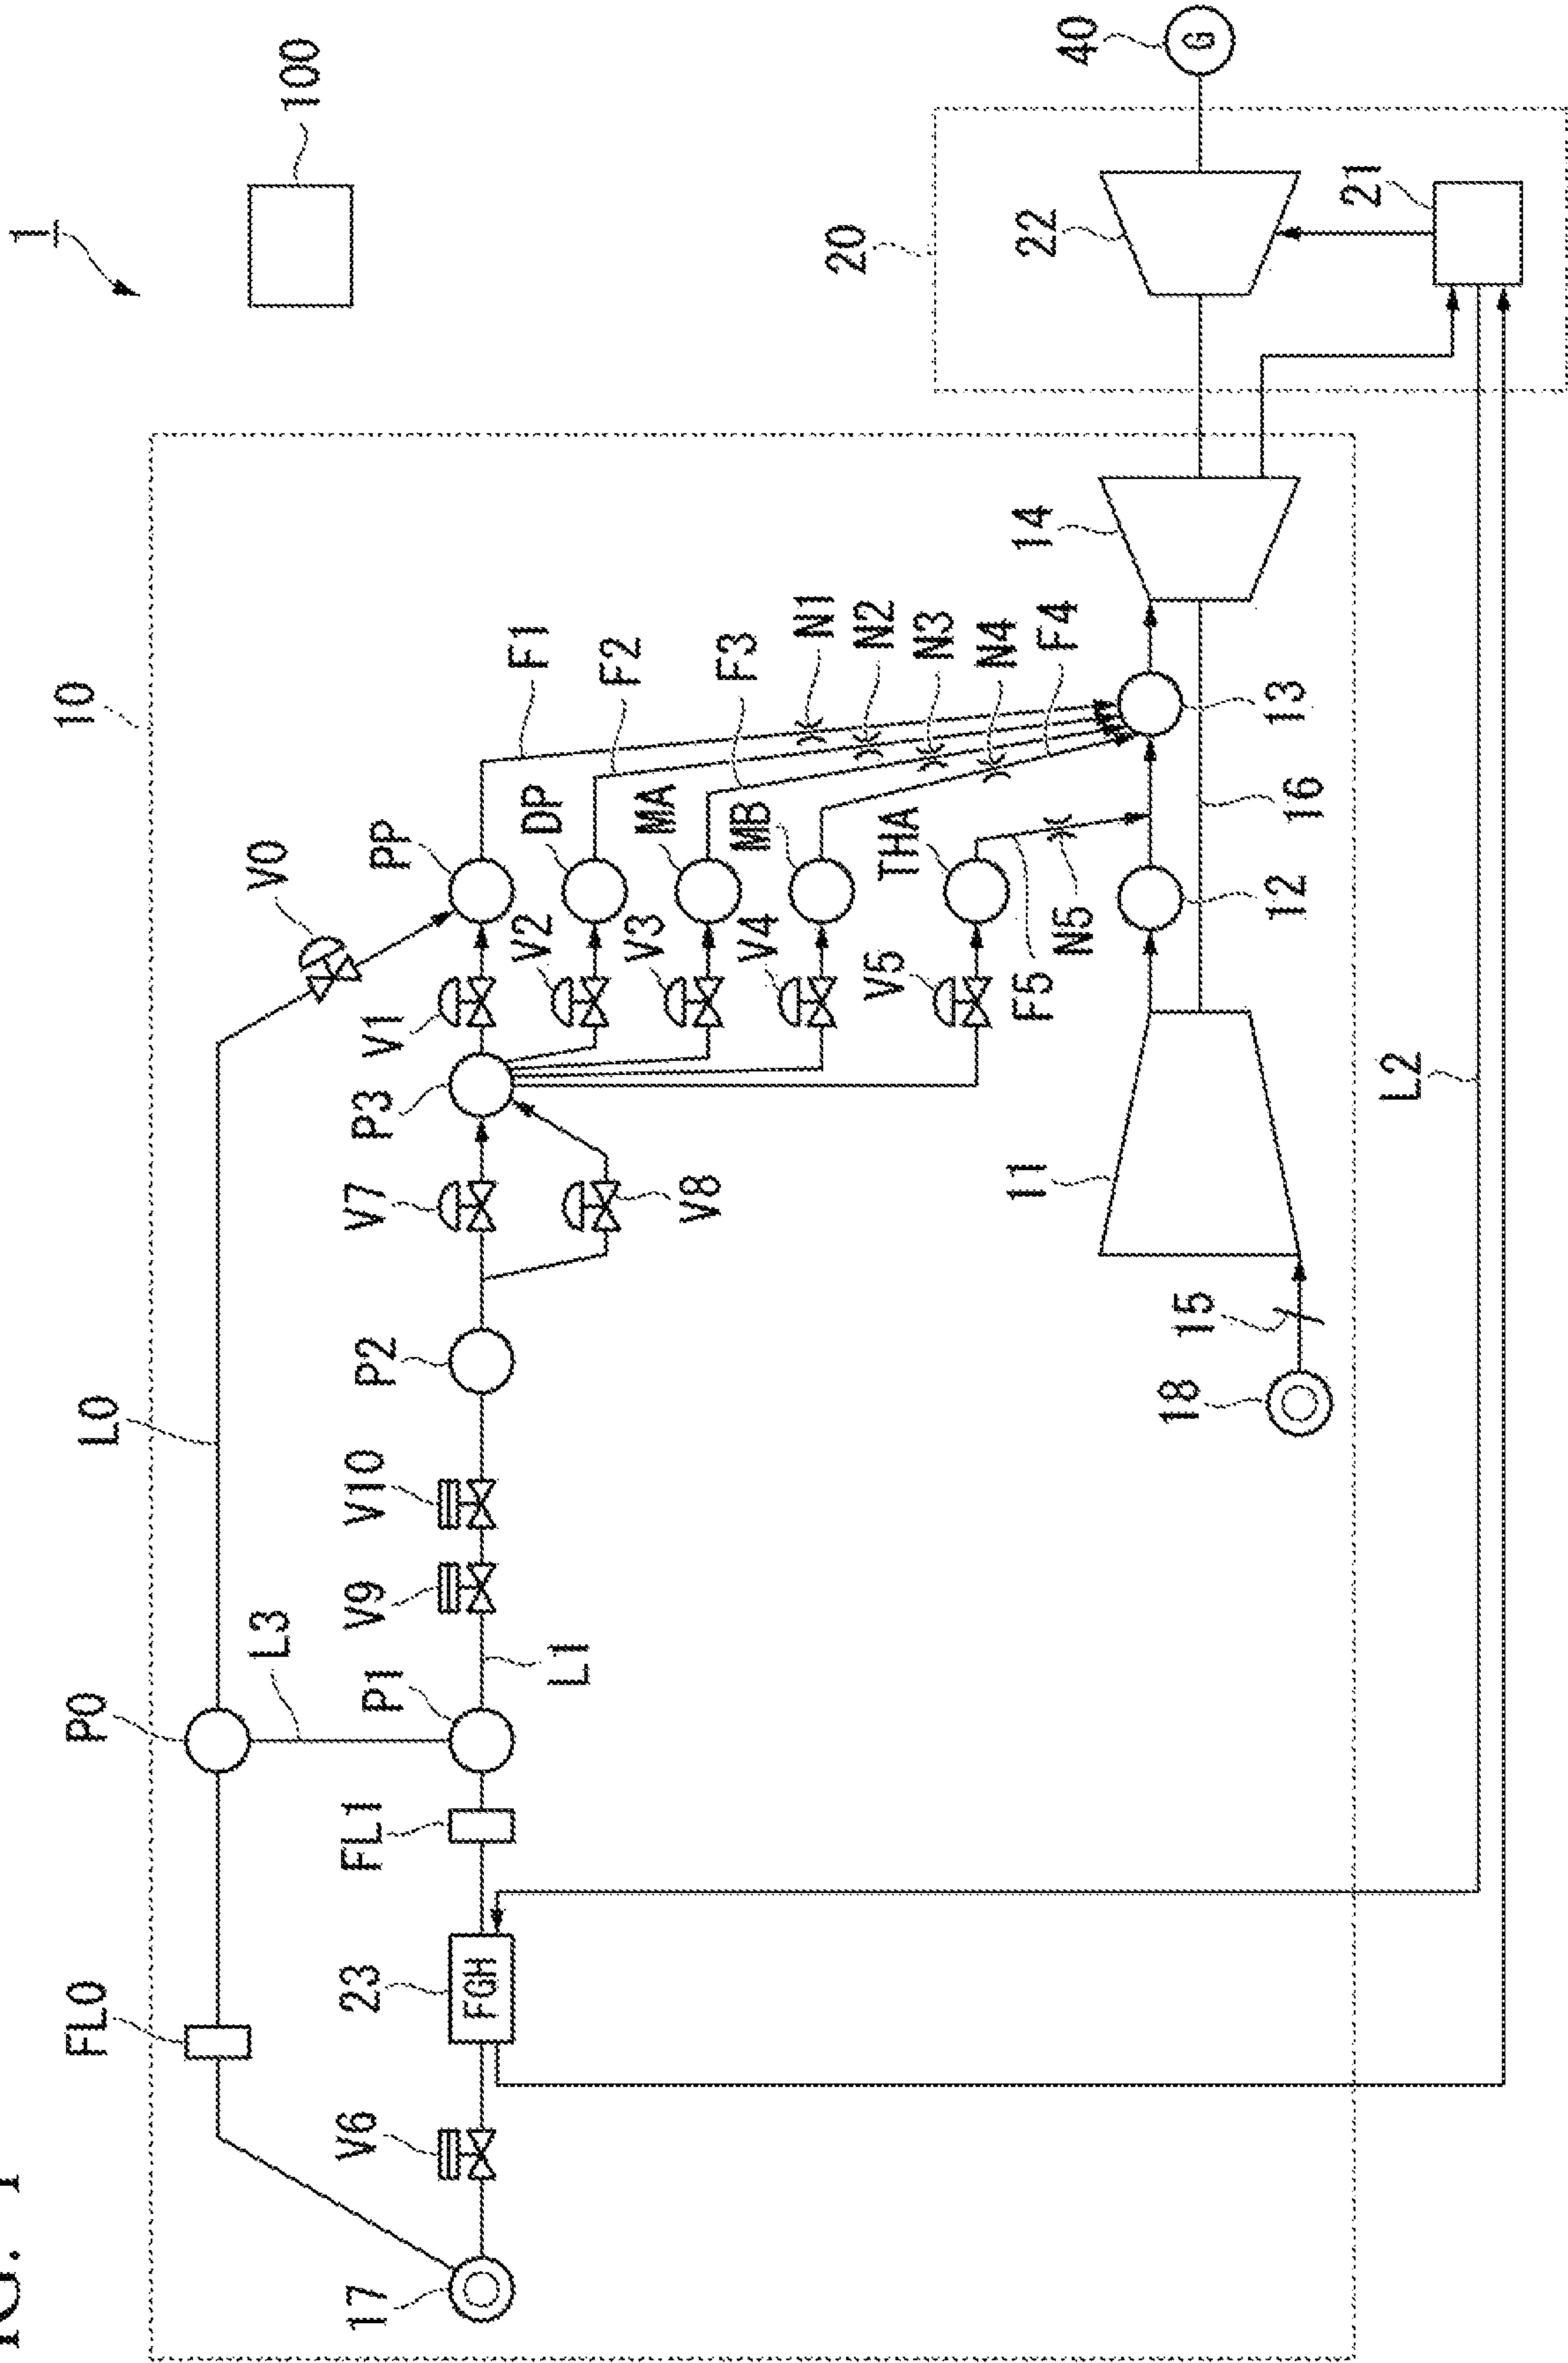 FIG. 1
1
100
10
20
40
G
22
21
14
13
16
12
11
15
18
L2
L0
V0
PP
DP
MA
MB
THA
F1
F2
F3
N1
N2
N3
N4
F4
V1
V2
V3
V4
V5
F5
N5
P3
V7
V8
P2
V10
V9
L1
L3
P0
P1
FL1
FL0
23
FGH
V6
17